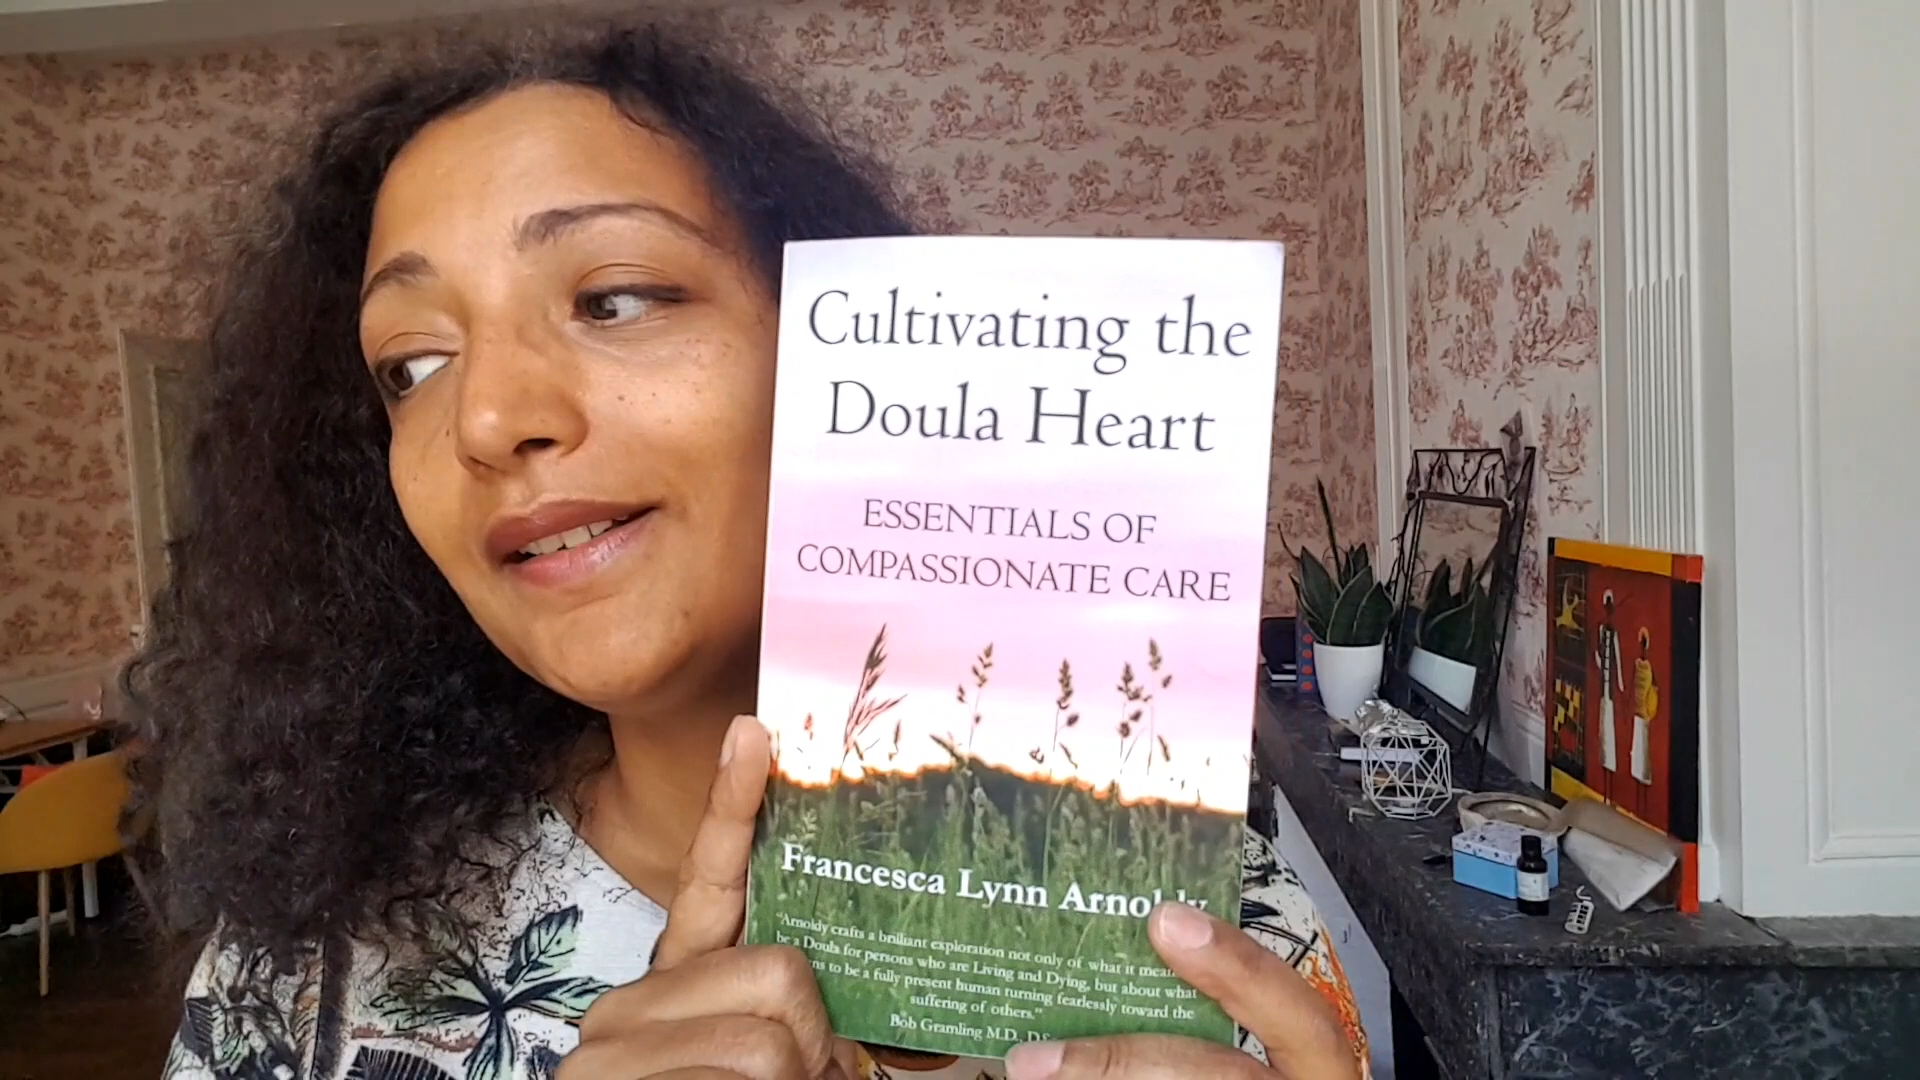 Cultivating the
Doula Heart
ESSENTIALS OF
COMPASSIONATE CARE
Francesca Lynn Arnoldy
"Arnoldy crafts a brilliant exploration not only of what it
be a Doula for persons who are Living and Dying, but about what
to be a fully present human turning fearlessly toward the
suffering of others."
Bob Gramling M.D.,